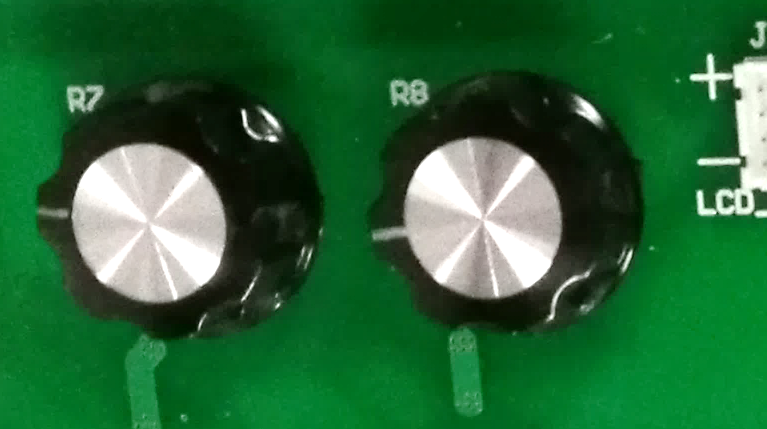 R7
R8
J
+
-
LCD_